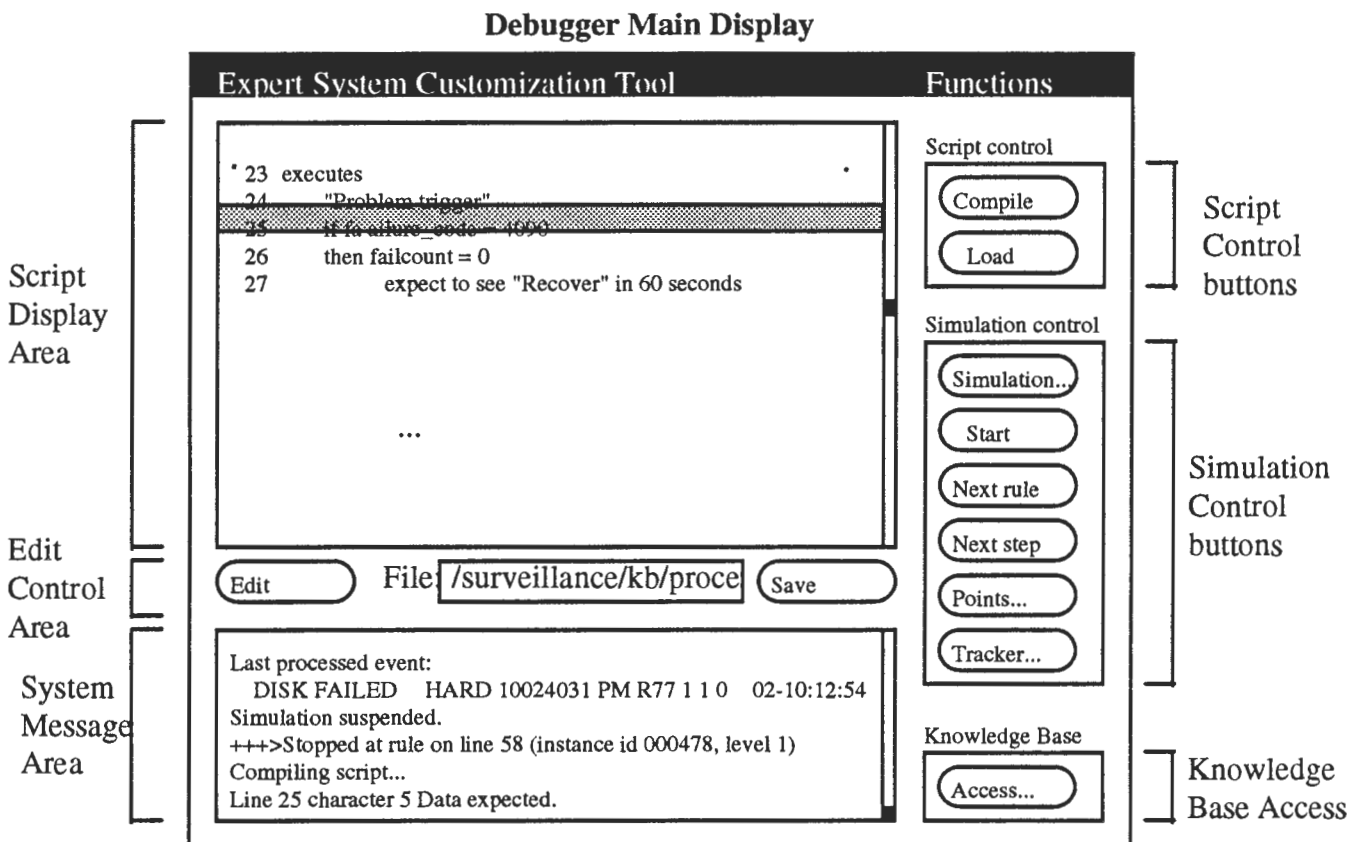 Debugger Main Display
Expert System Customization Tool
Functions
Script Display Area
23 executes
24 "Problem trigger"
25 if fa ailure_code = 4090
26 then failcount = 0
27 expect to see "Recover" in 60 seconds
...
Edit Control Area
Edit
File: /surveillance/kb/proce
Save
System Message Area
Last processed event:
DISK FAILED HARD 10024031 PM R77 1 1 0 02-10:12:54
Simulation suspended.
+++>Stopped at rule on line 58 (instance id 000478, level 1)
Compiling script...
Line 25 character 5 Data expected.
Script control
Compile
Load
Script
Control
buttons
Simulation control
Simulation...
Start
Next rule
Next step
Points...
Tracker...
Simulation
Control
buttons
Knowledge Base
Access...
Knowledge
Base Access